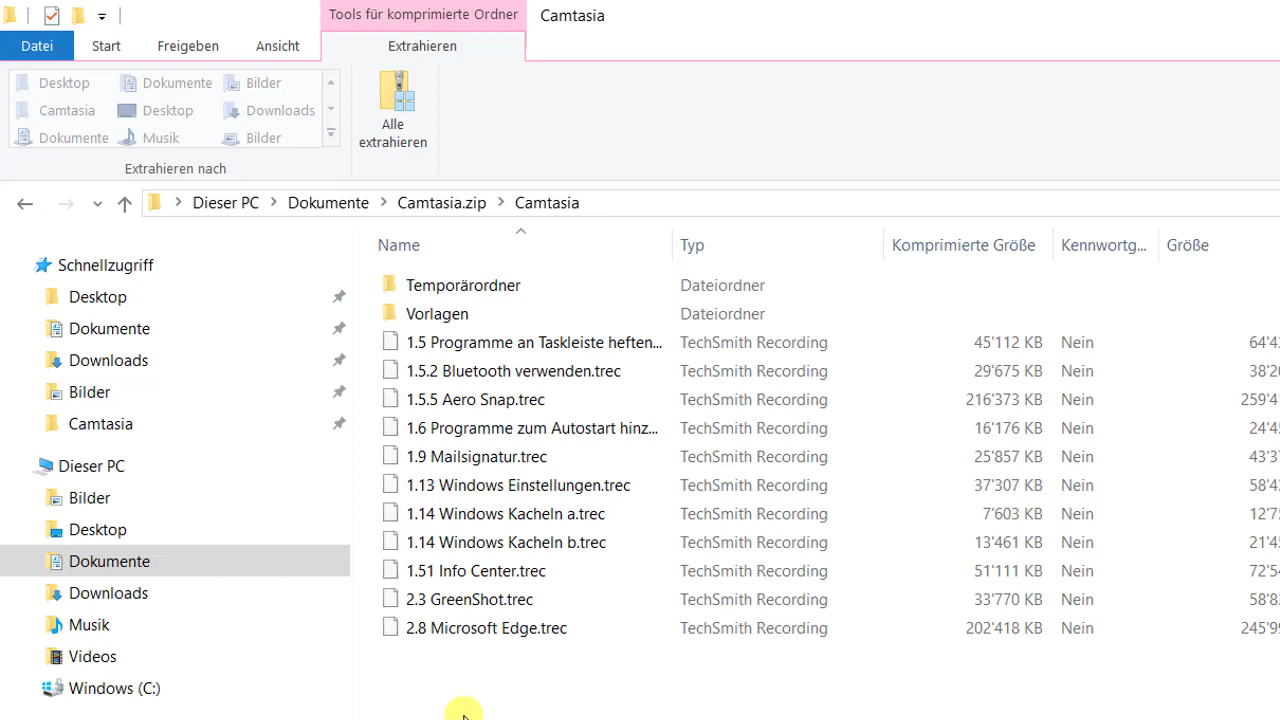 Tools für komprimierte Ordner Camtasia
Datei Start Freigeben Ansicht Extrahieren
Desktop Dokumente Bilder
Camtasia Desktop Downloads
Dokumente Musik Bilder
Alle
extrahieren
Extrahieren nach
Dieser PC Dokumente Camtasia.zip Camtasia
Schnellzugriff
Desktop
Dokumente
Downloads
Bilder
Camtasia
Dieser PC
Bilder
Desktop
Dokumente
Downloads
Musik
Videos
Windows (C:)
Name Typ Komprimierte Größe Kennwortg... Größe
Temporärordner Dateiordner
Vorlagen Dateiordner
1.5 Programme an Taskleiste heften... TechSmith Recording 45'112 KB Nein
1.5.2 Bluetooth verwenden.trec TechSmith Recording 29'675 KB Nein
1.5.5 Aero Snap.trec TechSmith Recording 216'373 KB Nein
1.6 Programme zum Autostart hinz... TechSmith Recording 16'176 KB Nein
1.9 Mailsignatur.trec TechSmith Recording 25'857 KB Nein
1.13 Windows Einstellungen.trec TechSmith Recording 37'307 KB Nein
1.14 Windows Kacheln a.trec TechSmith Recording 7'603 KB Nein
1.14 Windows Kacheln b.trec TechSmith Recording 13'461 KB Nein
1.51 Info Center.trec TechSmith Recording 51'111 KB Nein
2.3 GreenShot.trec TechSmith Recording 33'770 KB Nein
2.8 Microsoft Edge.trec TechSmith Recording 202'418 KB Nein